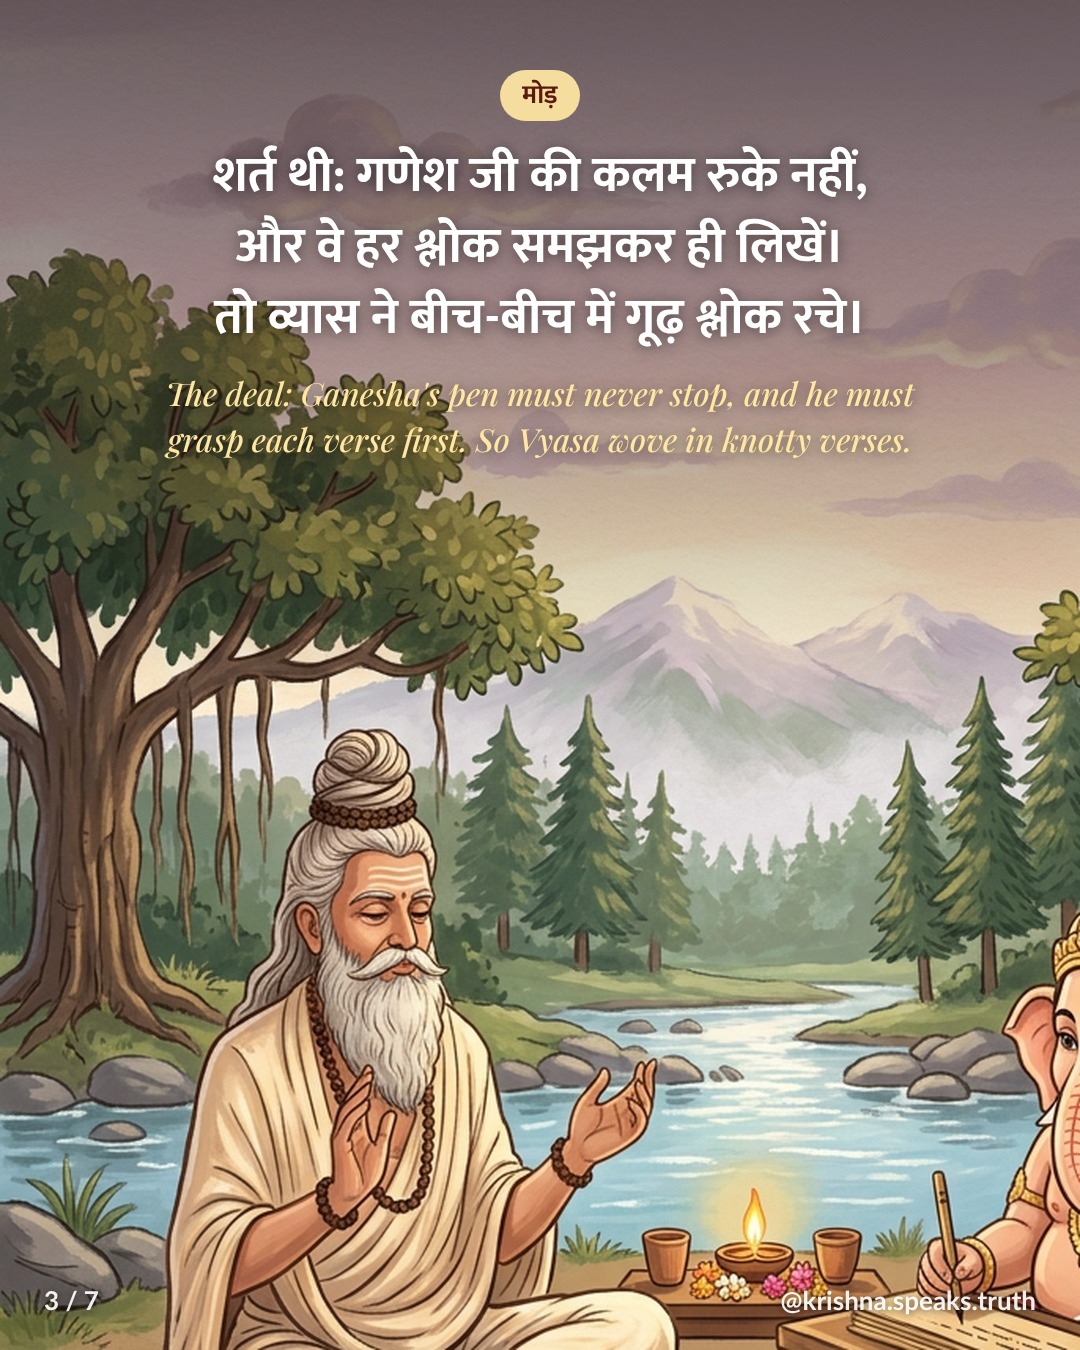 मोड़
शर्त थी: गणेश जी की कलम रुके नहीं,
और वे हर श्लोक समझकर ही लिखें।
तो व्यास ने बीच-बीच में गूढ़ श्लोक रचे।
The deal: Ganesha's pen must never stop, and he must
grasp each verse first. So Vyasa wove in knotty verses.
3 / 7
@krishna.speaks.truth